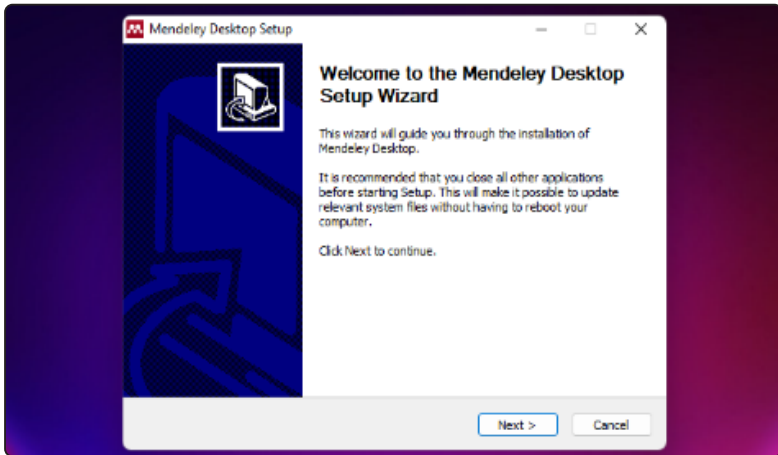 Mendeley Desktop Setup
Welcome to the Mendeley Desktop
Setup Wizard
This wizard will guide you through the installation of
Mendeley Desktop.
It is recommended that you close all other applications
before starting Setup. This will make it possible to update
relevant system files without having to reboot your
computer.
Click Next to continue.
Next >
Cancel